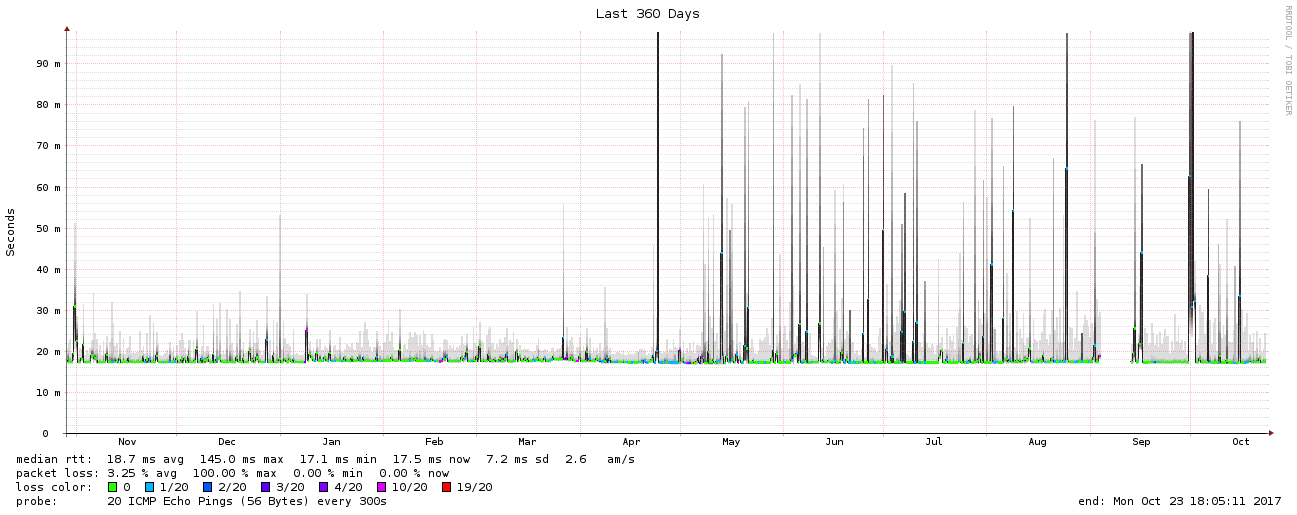 Last 360 Days
RRDTOOL / TOBI OETIKER
Seconds
90 m
80 m
70 m
60 m
50 m
40 m
30 m
20 m
10 m
0
Nov Dec Jan Feb Mar Apr May Jun Jul Aug Sep Oct
median rtt: 18.7 ms avg 145.0 ms max 17.1 ms min 17.5 ms now 7.2 ms sd 2.6 am/s
packet loss: 3.25 % avg 100.00 % max 0.00 % min 0.00 % now
loss color: 0 1/20 2/20 3/20 4/20 10/20 19/20
probe: 20 ICMP Echo Pings (56 Bytes) every 300s
end: Mon Oct 23 18:05:11 2017